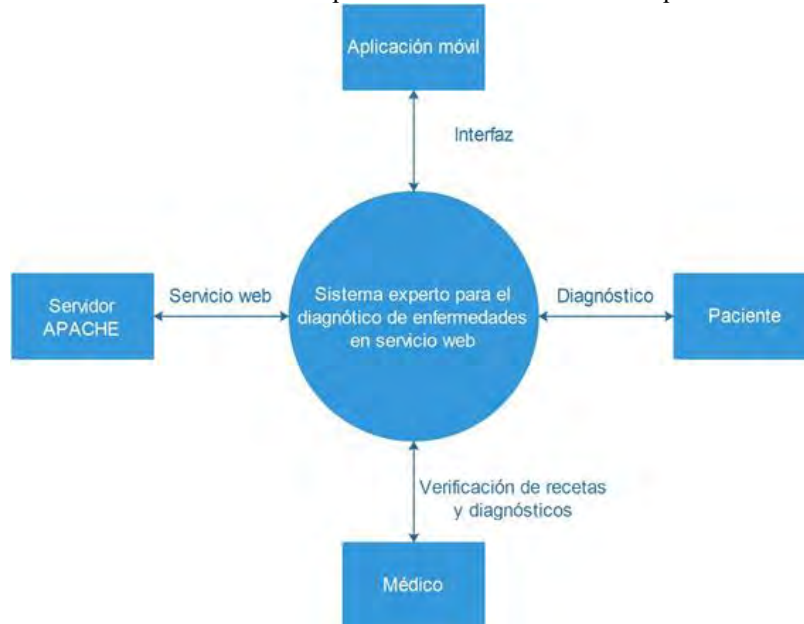 Aplicación móvil
Interfaz
Servidor
APACHE
Servicio web
Sistema experto para el
diagnótico de enfermedades
en servicio web
Diagnóstico
Paciente
Verificación de recetas
y diagnósticos
Médico